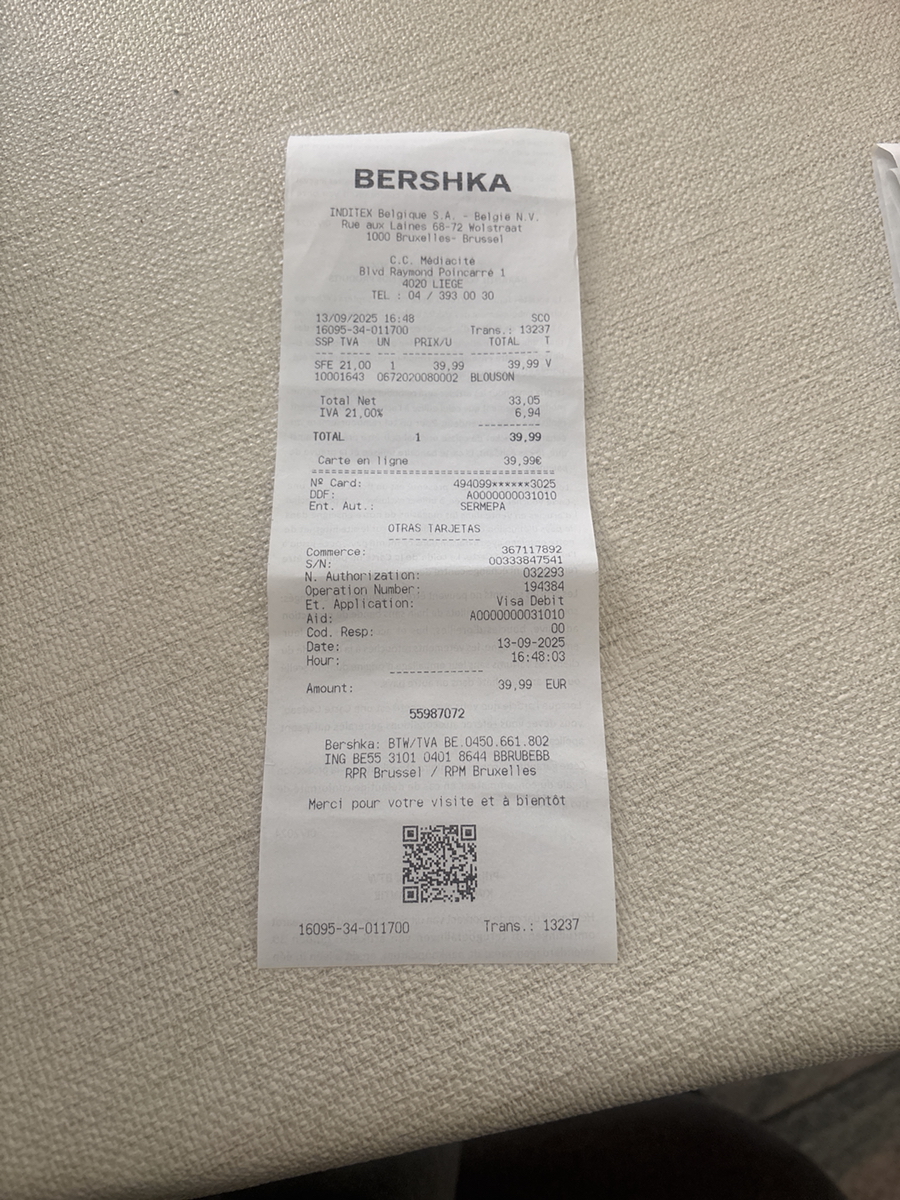 BERSHKA
INDITEX Belgique S.A. - Belgie N.V.
Rue aux Laines 68-72 Wolstraat
1000 Bruxelles- Brussel
C.C. Médiacité
Blvd Raymond Poincarré 1
4020 LIEGE
TEL : 04 / 393 00 30
13/09/2025 16:48 SCO
16095-34-011700 Trans.: 13237
SSP TVA UN PRIX/U TOTAL T
--- ----- --- --------- ----------- -
SFE 21,00 1 39,99 39,99 V
10001643 0672020080002 BLOUSON
Total Net 33,05
IVA 21,00% 6,94
----------
TOTAL 1 39,99
Carte en ligne 39,99€
========================================
Nº Card: 494099******3025
DDF: A0000000031010
Ent. Aut.: SERMEPA
OTRAS TARJETAS
--------------
Commerce: 367117892
S/N: 00333847541
N. Authorization: 032293
Operation Number: 194384
Et. Application: Visa Debit
Aid: A0000000031010
Cod. Resp: 00
Date: 13-09-2025
Hour: 16:48:03
--------------
Amount: 39,99 EUR
55987072
Bershka: BTW/TVA BE.0450.661.802
ING BE55 3101 0401 8644 BBRUBEBB
RPR Brussel / RPM Bruxelles
Merci pour votre visite et à bientôt
16095-34-011700 Trans.: 13237